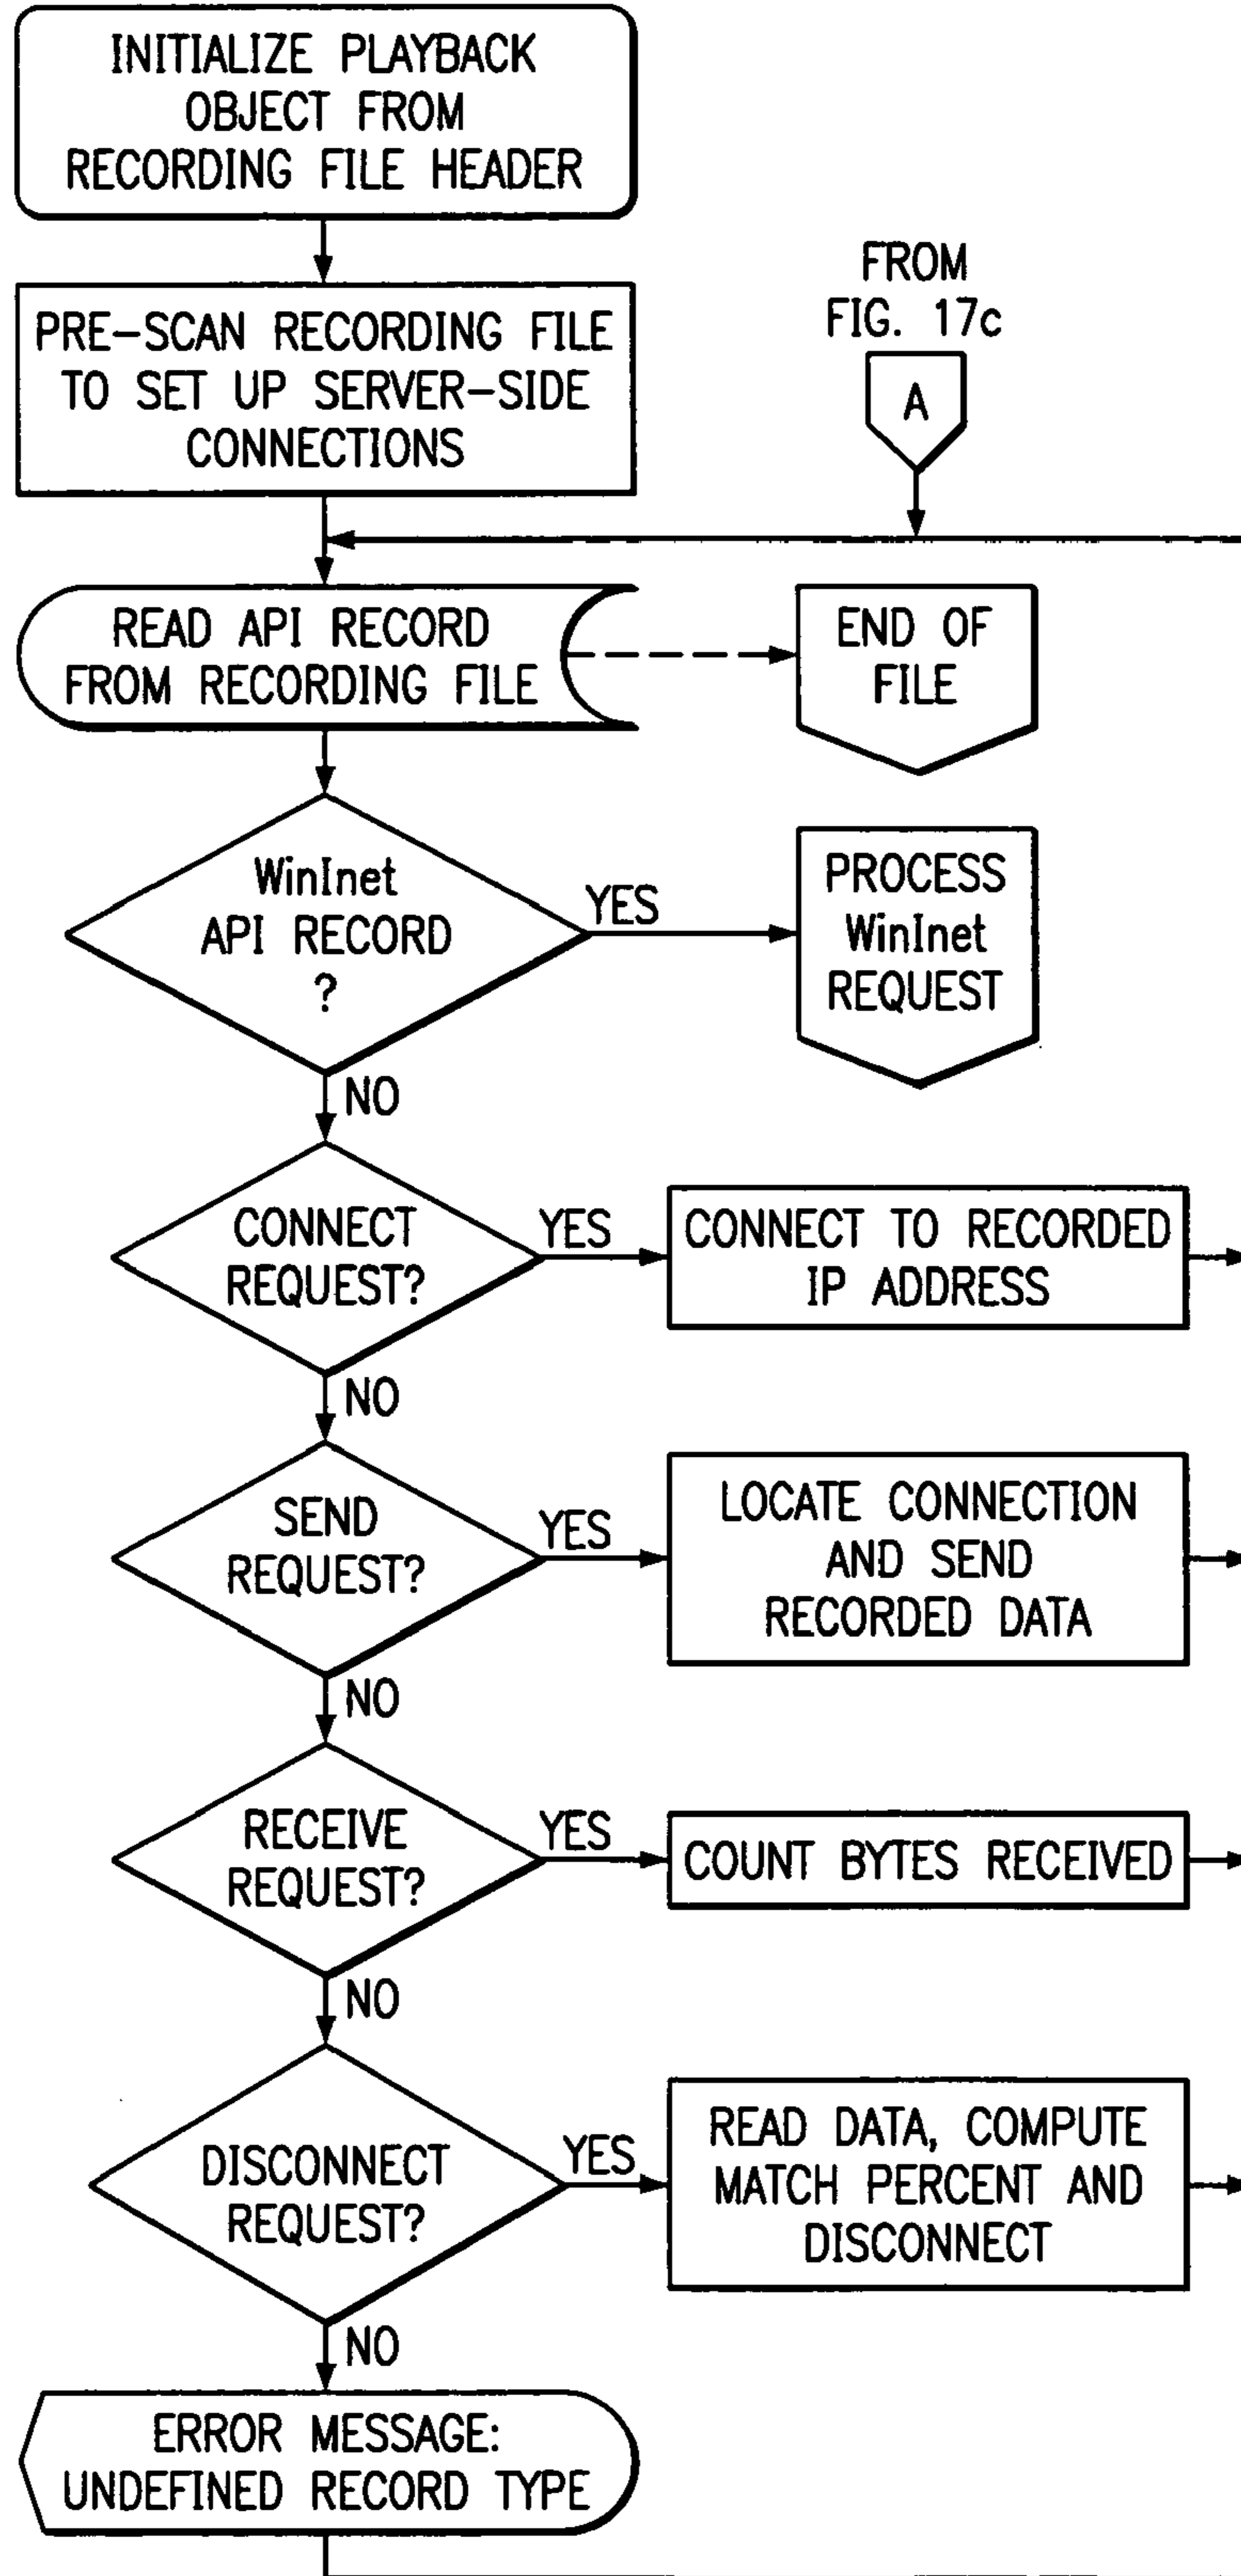 INITIALIZE PLAYBACK
OBJECT FROM
RECORDING FILE HEADER
PRE-SCAN RECORDING FILE
TO SET UP SERVER-SIDE
CONNECTIONS
FROM
FIG. 17c
A
READ API RECORD
FROM RECORDING FILE
END OF
FILE
WinInet
API RECORD
?
YES
PROCESS
WinInet
REQUEST
NO
CONNECT
REQUEST?
YES
CONNECT TO RECORDED
IP ADDRESS
NO
SEND
REQUEST?
YES
LOCATE CONNECTION
AND SEND
RECORDED DATA
NO
RECEIVE
REQUEST?
YES
COUNT BYTES RECEIVED
NO
DISCONNECT
REQUEST?
YES
READ DATA, COMPUTE
MATCH PERCENT AND
DISCONNECT
NO
ERROR MESSAGE:
UNDEFINED RECORD TYPE